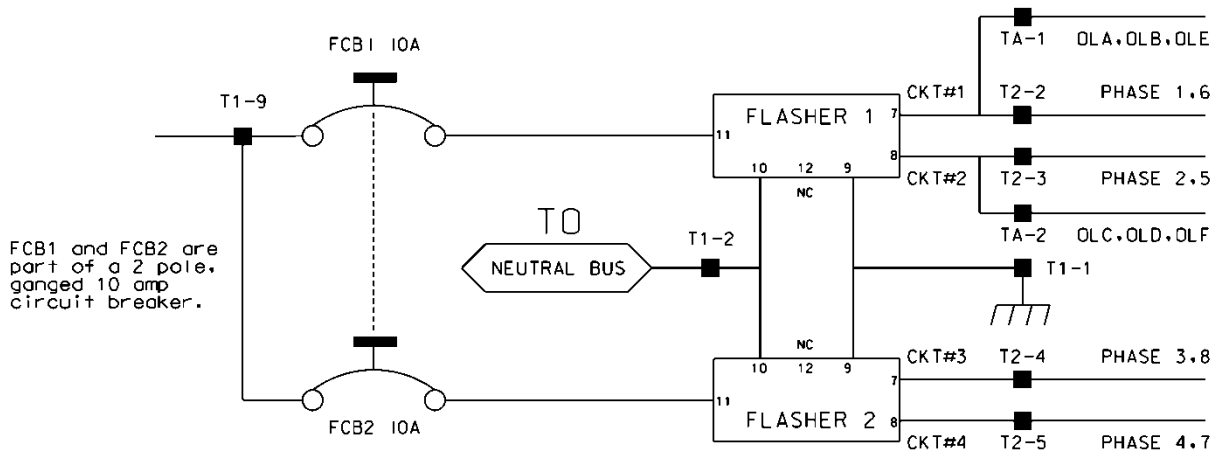 FCB1 10A
T1-9
TA-1 OLA,OLB,OLE
CKT#1 T2-2 PHASE 1,6
FLASHER 1
7
11
8
10 12 9
NC
CKT#2 T2-3 PHASE 2,5
TA-2 OLC,OLD,OLF
TO
NEUTRAL BUS
T1-2
T1-1
FCB1 and FCB2 are
part of a 2 pole,
ganged 10 amp
circuit breaker.
NC
10 12 9
CKT#3 T2-4 PHASE 3,8
7
11
FLASHER 2
8
FCB2 10A
CKT#4 T2-5 PHASE 4,7